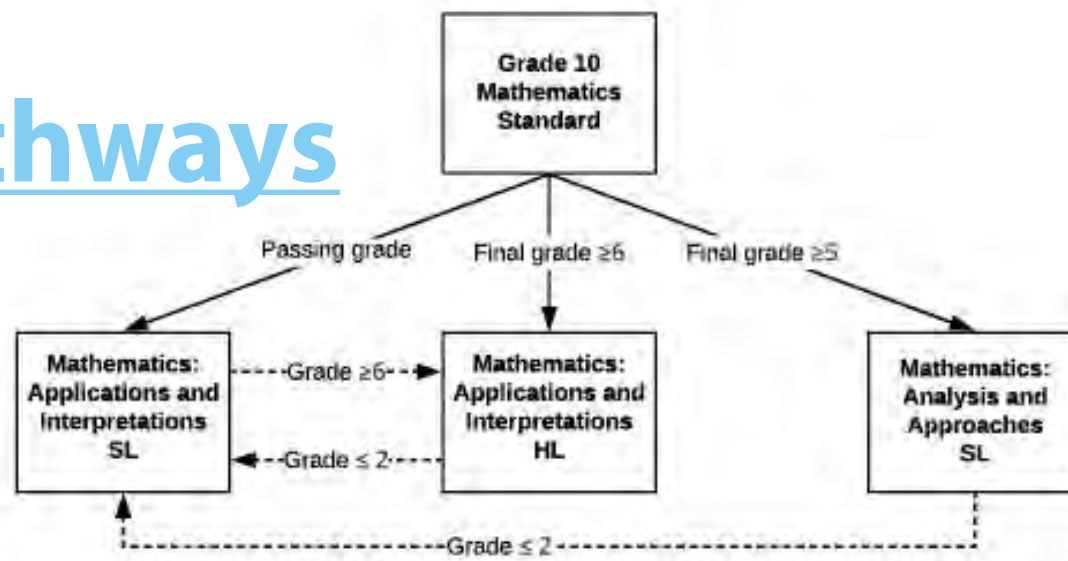 Grade 10
Mathematics
Standard
thways
Passing grade
Final grade ≥6
Final grade ≥5
Mathematics:
Applications and
Interpretations
SL
Grade ≥6
Grade ≤ 2
Mathematics:
Applications and
Interpretations
HL
Mathematics:
Analysis and
Approaches
SL
Grade ≤ 2